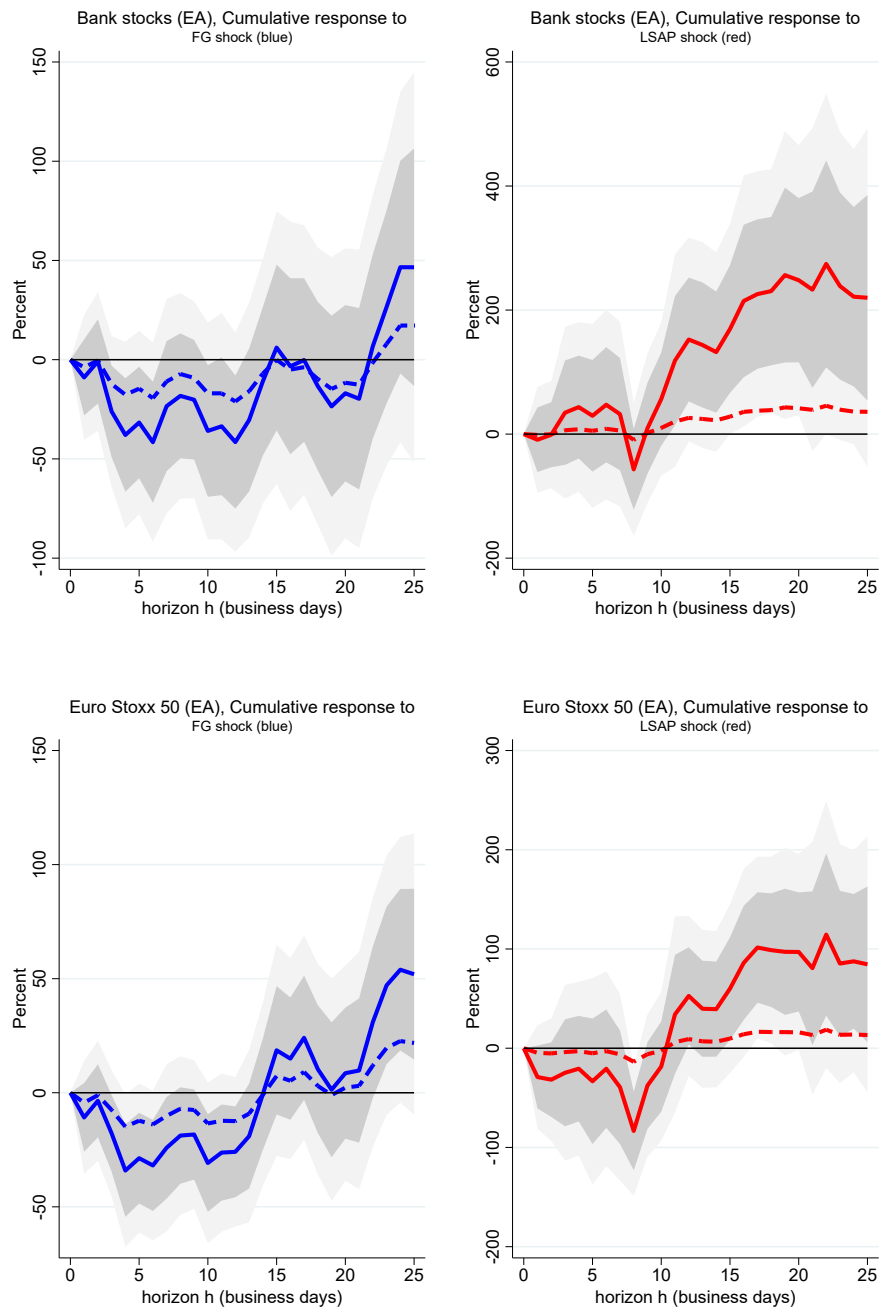 Bank stocks (EA), Cumulative response to
FG shock (blue)
Percent
150
100
50
0
-50
-100
0 5 10 15 20 25
horizon h (business days)
Bank stocks (EA), Cumulative response to
LSAP shock (red)
Percent
600
400
200
0
-200
0 5 10 15 20 25
horizon h (business days)
Euro Stoxx 50 (EA), Cumulative response to
FG shock (blue)
Percent
150
100
50
0
-50
0 5 10 15 20 25
horizon h (business days)
Euro Stoxx 50 (EA), Cumulative response to
LSAP shock (red)
Percent
300
200
100
0
-100
-200
0 5 10 15 20 25
horizon h (business days)